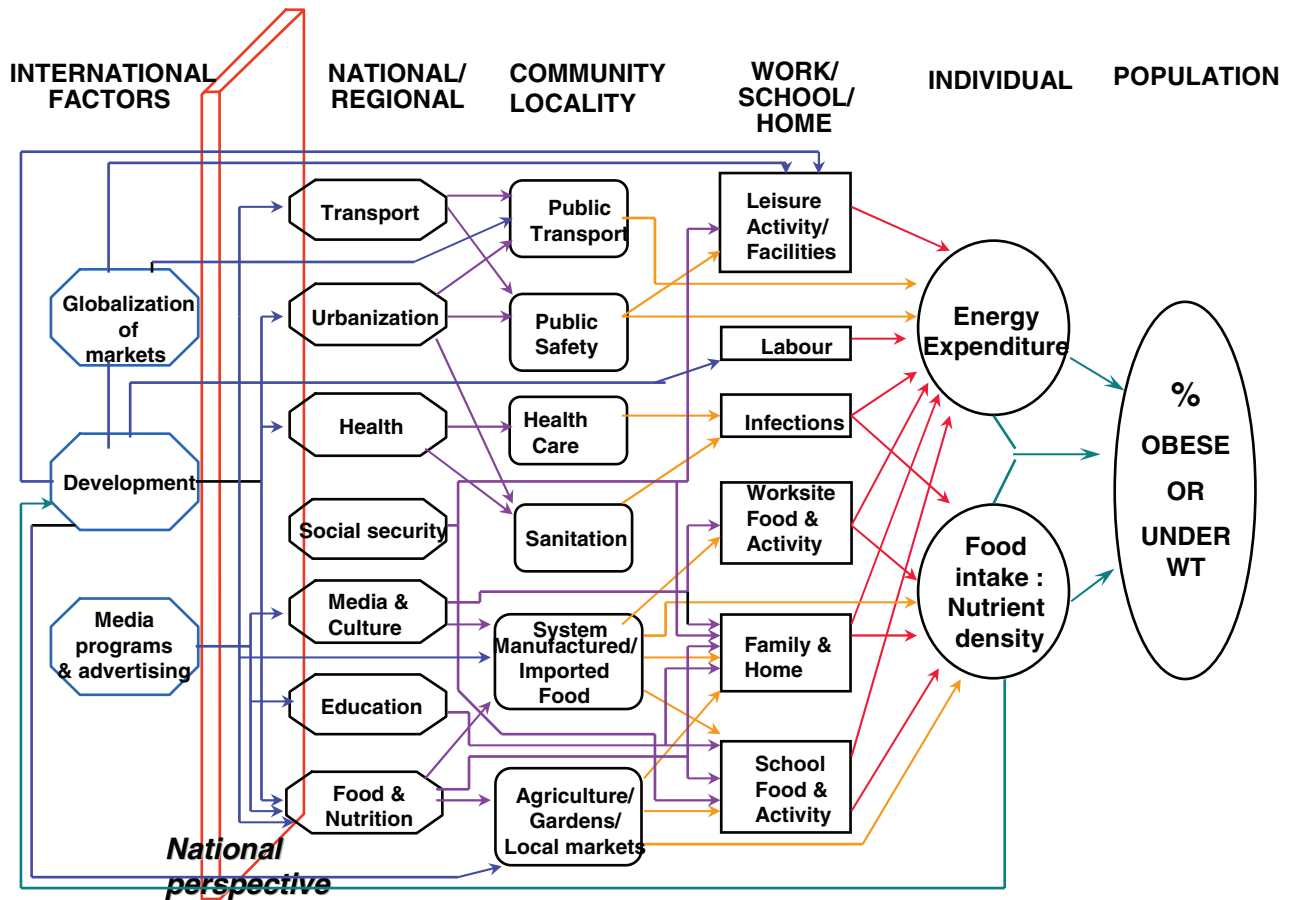 INTERNATIONAL
FACTORS
NATIONAL/
REGIONAL
COMMUNITY
LOCALITY
WORK/
SCHOOL/
HOME
INDIVIDUAL
POPULATION
Globalization
of
markets
Development
Media
programs
& advertising
Transport
Urbanization
Health
Social security
Media &
Culture
Education
Food &
Nutrition
National
perspective
Public
Transport
Public
Safety
Health
Care
Sanitation
System
Manufactured/
Imported
Food
Agriculture/
Gardens/
Local markets
Leisure
Activity/
Facilities
Labour
Infections
Worksite
Food &
Activity
Family &
Home
School
Food &
Activity
Energy
Expenditure
Food
intake :
Nutrient
density
%
OBESE
OR
UNDER
WT